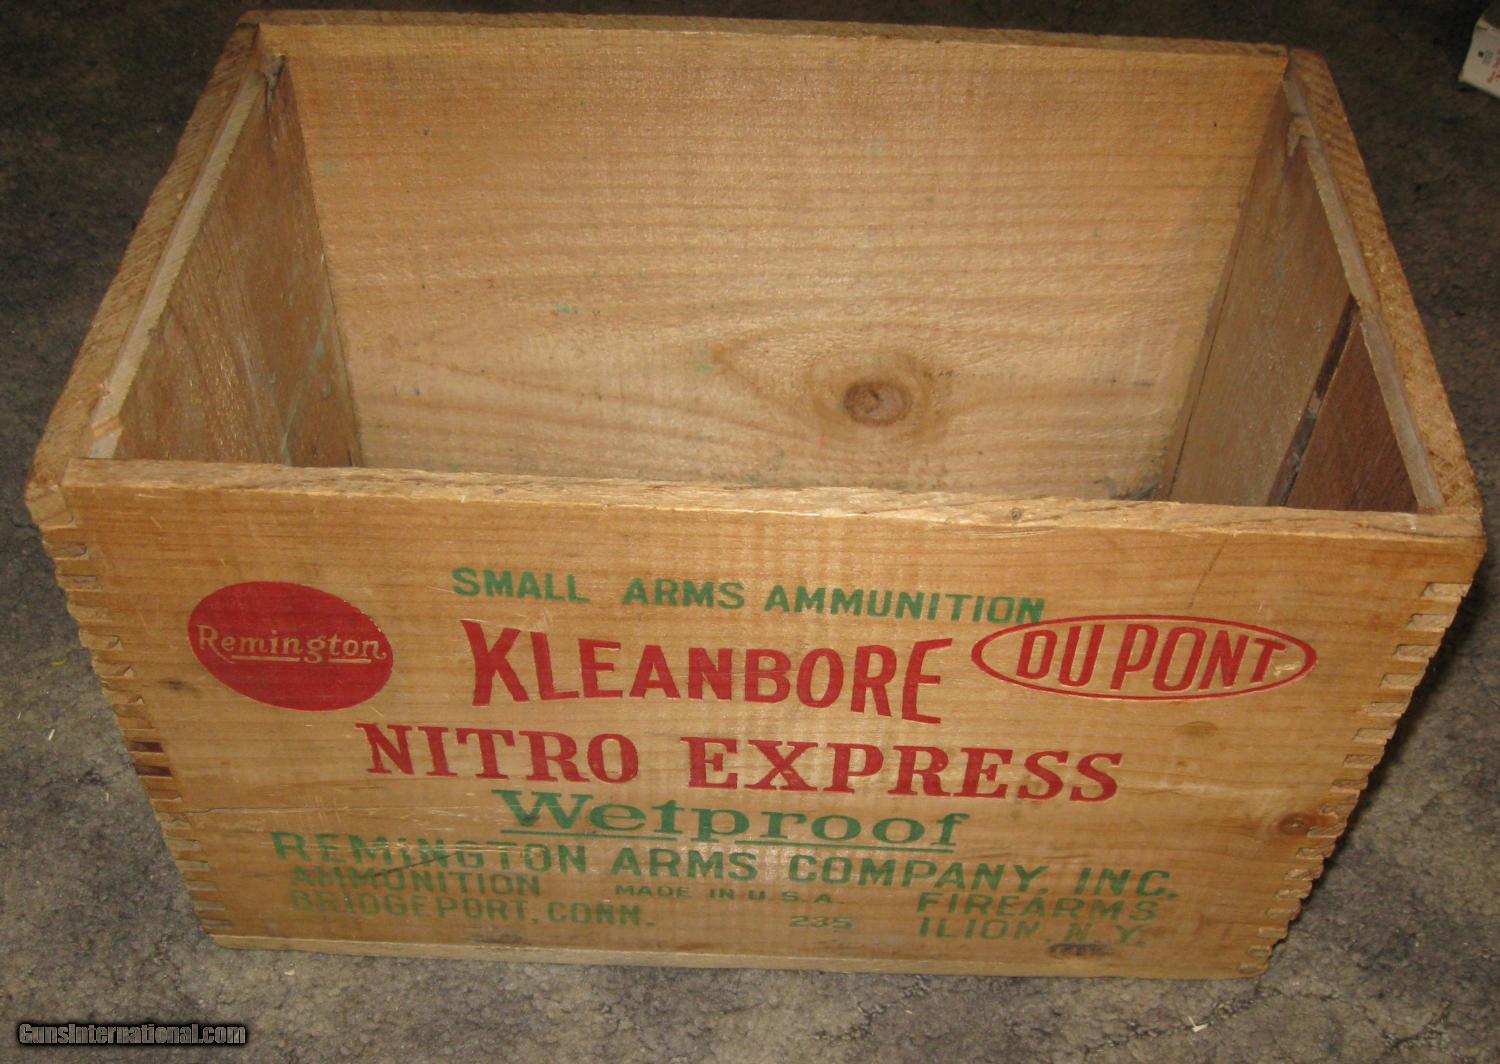 SMALL ARMS AMMUNITION
Remington
KLEANBORE
DU PONT
NITRO EXPRESS
Wetproof
REMINGTON ARMS COMPANY, INC.
AMMUNITION MADE IN U.S.A. FIREARMS
BRIDGEPORT, CONN. 235 ILION, N.Y.
GunsInternational.com